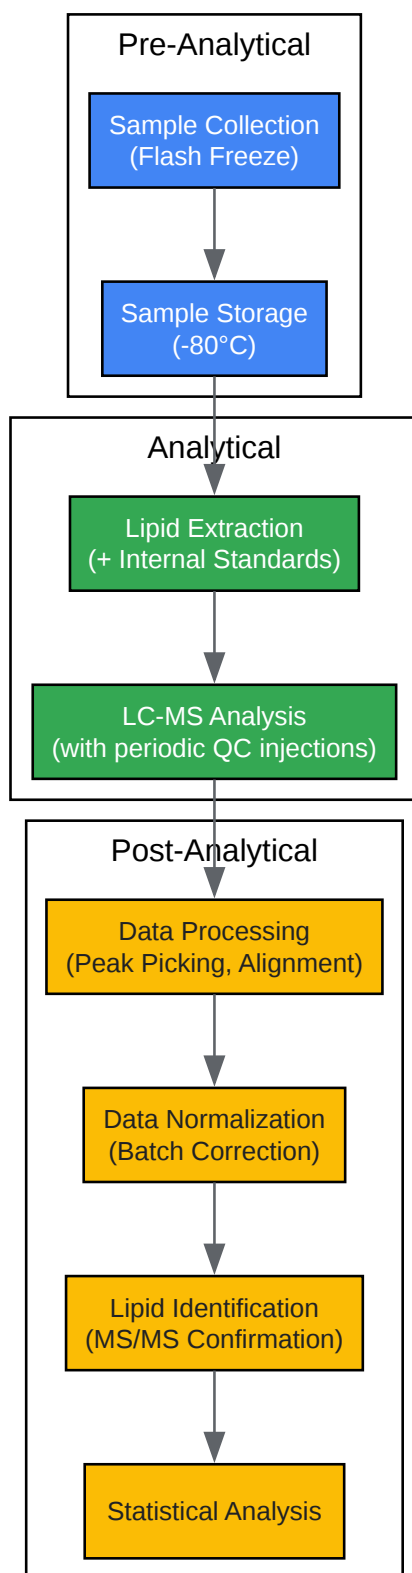 Pre-Analytical
Sample Collection
(Flash Freeze)
Sample Storage
(-80°C)
Analytical
Lipid Extraction
(+ Internal Standards)
LC-MS Analysis
(with periodic QC injections)
Post-Analytical
Data Processing
(Peak Picking, Alignment)
Data Normalization
(Batch Correction)
Lipid Identification
(MS/MS Confirmation)
Statistical Analysis